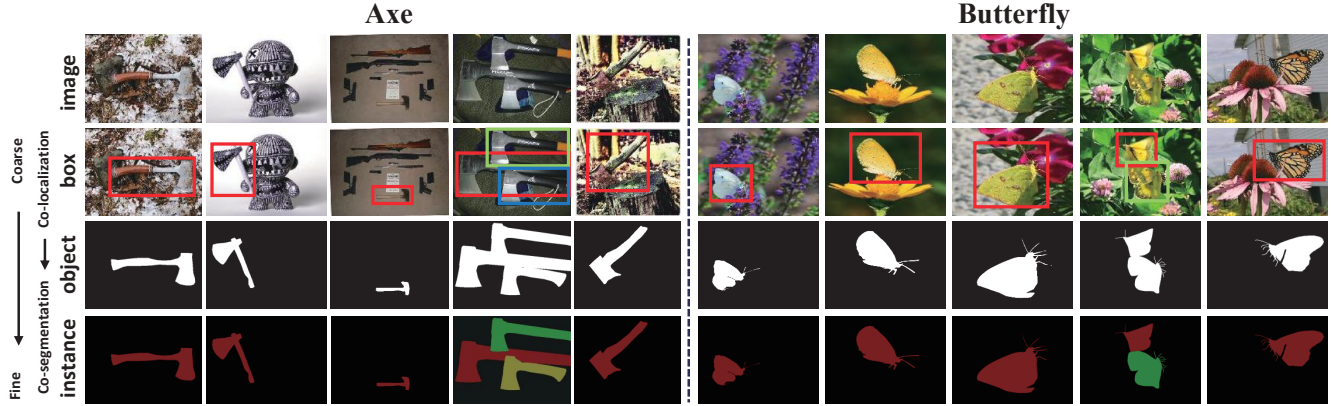 Axe
Butterfly
image
box
object
instance
Coarse
Fine
Co-localization
Co-segmentation